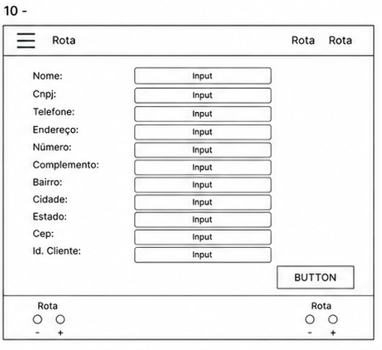 10 -
Rota Rota Rota
Nome: Input
Cnpj: Input
Telefone: Input
Endereço: Input
Número: Input
Complemento: Input
Bairro: Input
Cidade: Input
Estado: Input
Cep: Input
Id. Cliente: Input
BUTTON
Rota Rota
- + - +